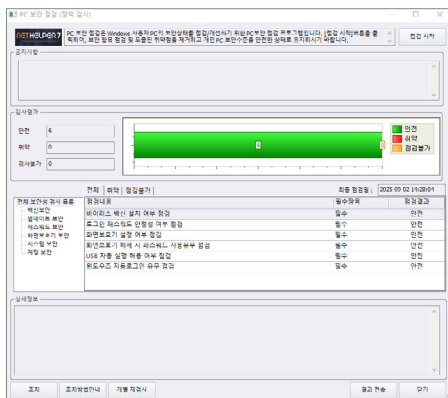 PC 보안 점검 (정책 검사)
NETHELPER7
PC 보안 점검은 Windows 사용자 PC의 보안상태를 점검/개선하기 위한 PC보안 점검 프로그램입니다. [점검 시작]버튼을 클
릭하여, 보안 항목 점검 및 도출된 취약점을 제거하고 개인PC 보안수준을 안전한 상태로 유지하시기 바랍니다.
점검 시작
공지사항
검사평가
안전 6
취약 0
검사불가 0
6
0
안전
취약
점검불가
전체 보안성 검사 목록
백신보안
업데이트 보안
패스워드 보안
화면보호기 보안
시스템 보안
계정 보안
전체 취약 점검불가
최종 점검일 : 2025-09-02 14:28:04
점검내용 필수항목 점검결과
바이러스 백신 설치 여부 점검 필수 안전
로그인 패스워드 안정성 여부 점검 필수 안전
화면보호기 설정 여부 점검 필수 안전
화면보호기 해제 시 패스워드 사용유무 점검 필수 안전
USB 자동 실행 허용 여부 점검 필수 안전
윈도우즈 자동로그인 유무 점검 필수 안전
상세정보
조치 조치방법안내 개별 재검사 결과 전송 닫기